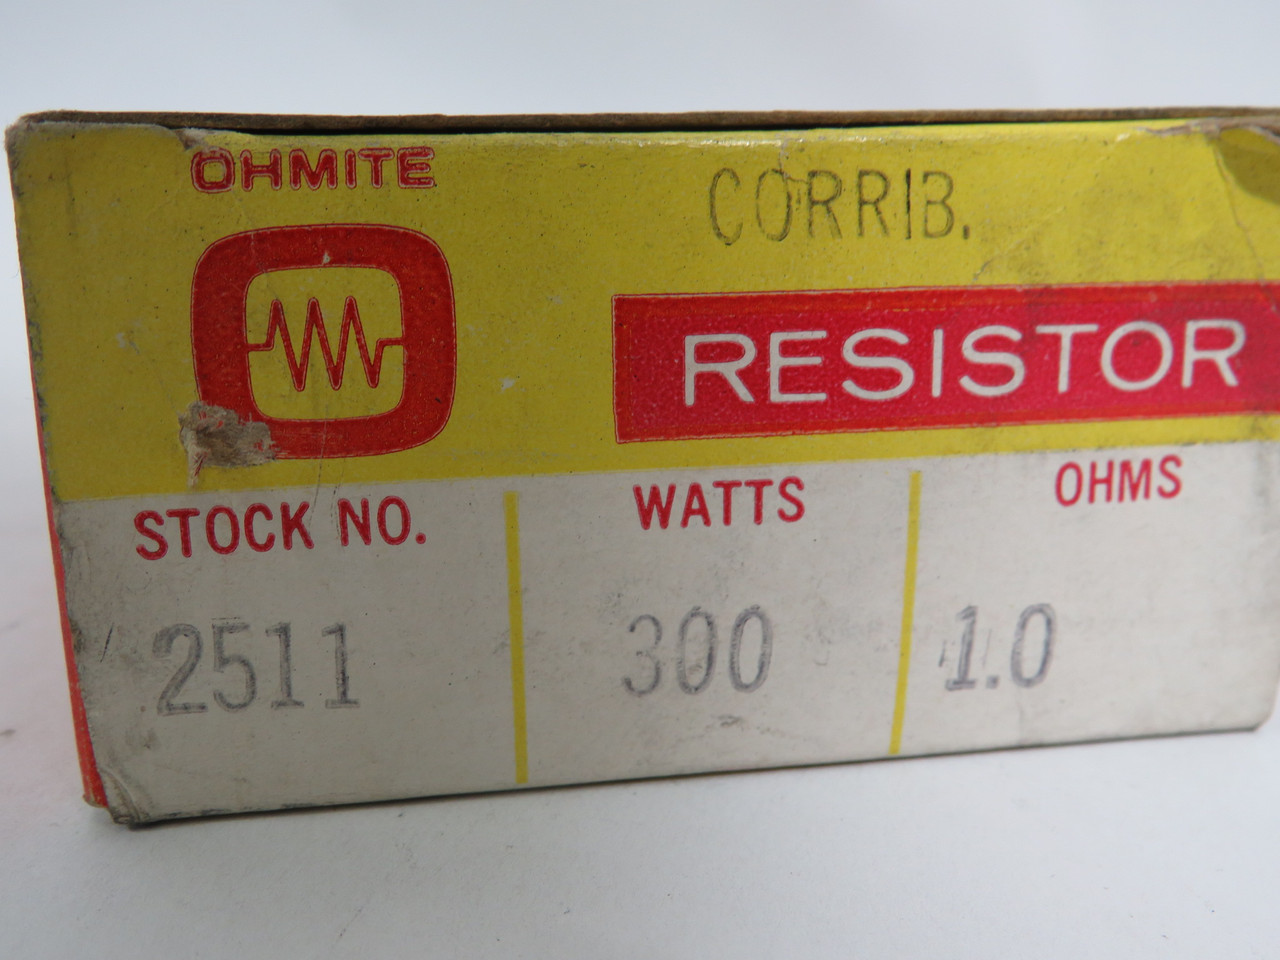 OHMITE
CORRIB.
RESISTOR
STOCK NO. WATTS OHMS
2511 300 1.0